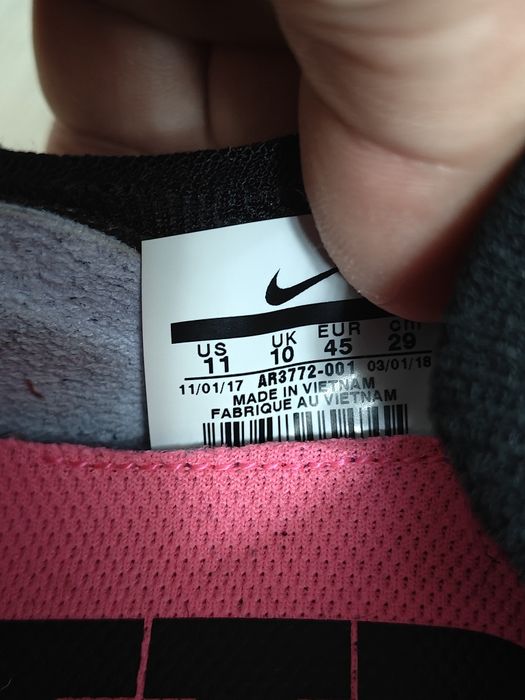 US UK EUR
11 10 45 29
11/01/17 AR3772-001 03/01/18
MADE IN VIETNAM
FABRIQUE AU VIETNAM